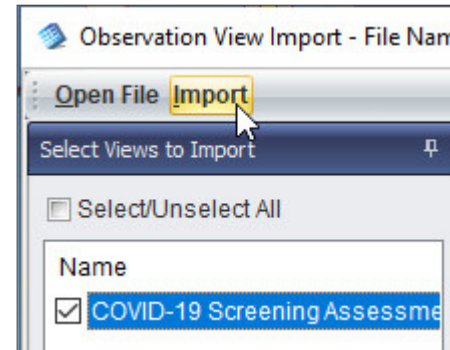 Observation View Import - File Nam
Open File Import
Select Views to Import
Select/Unselect All
Name
COVID-19 Screening Assessme